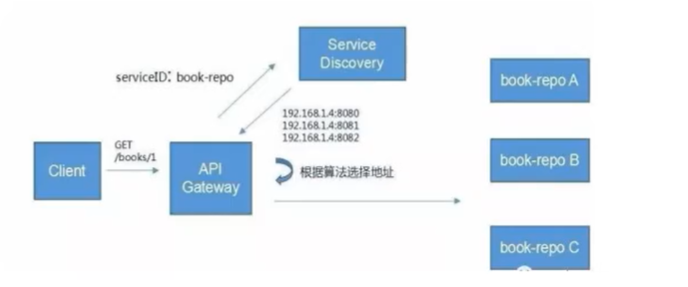 Service
Discovery
serviceID: book-repo
book-repo A
192.168.1.4:8080
192.168.1.4:8081
192.168.1.4:8082
GET
/books/1
Client
API
Gateway
根据算法选择地址
book-repo B
book-repo C